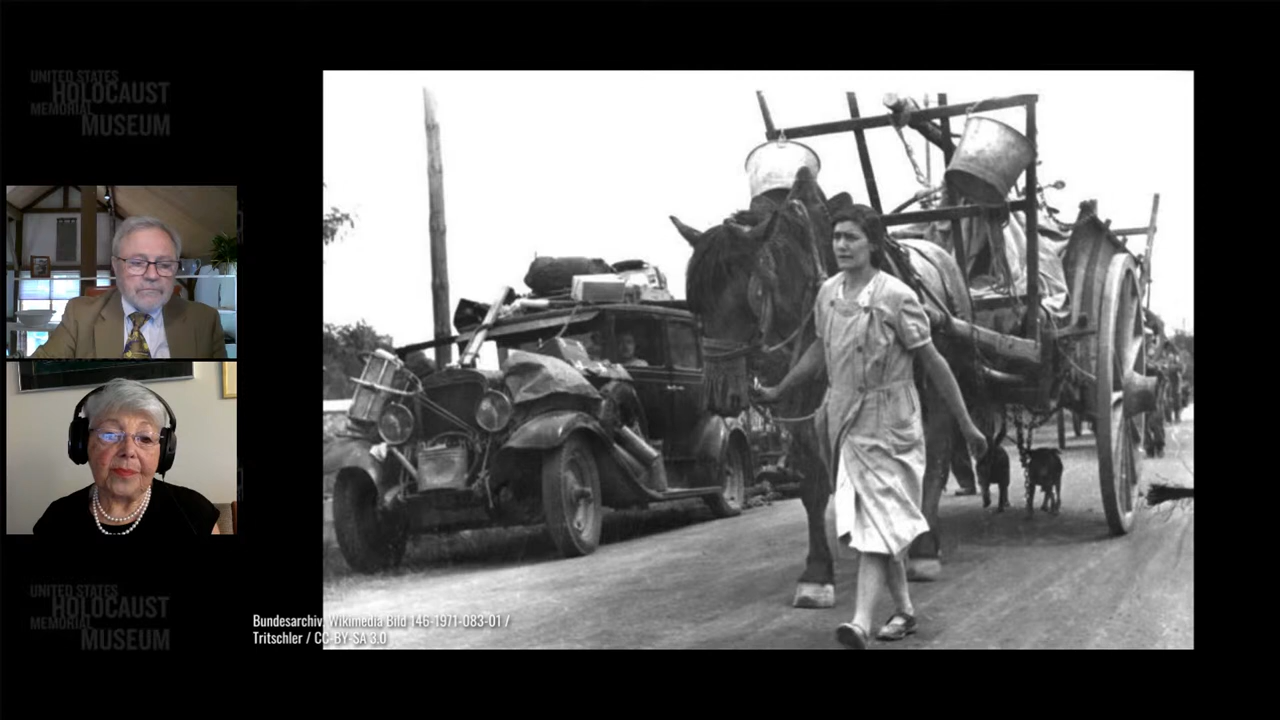 UNITED STATES
HOLOCAUST
MEMORIAL
MUSEUM
Bundesarchiv, Wikimedia Bild 146-1971-083-01 /
Tritschler / CC-BY-SA 3.0
UNITED STATES
HOLOCAUST
MEMORIAL
MUSEUM